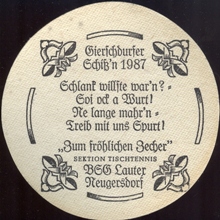 Gierschdurfer
Schiß'n 1987
Schlank willste war'n? -
Soi ock a Wurt!
Ne lange mahr'n -
Treib mit uns Spurt!
„Zum fröhlichen Zecher"
SEKTION TISCHTENNIS
BSG Lautex
Neugersdorf